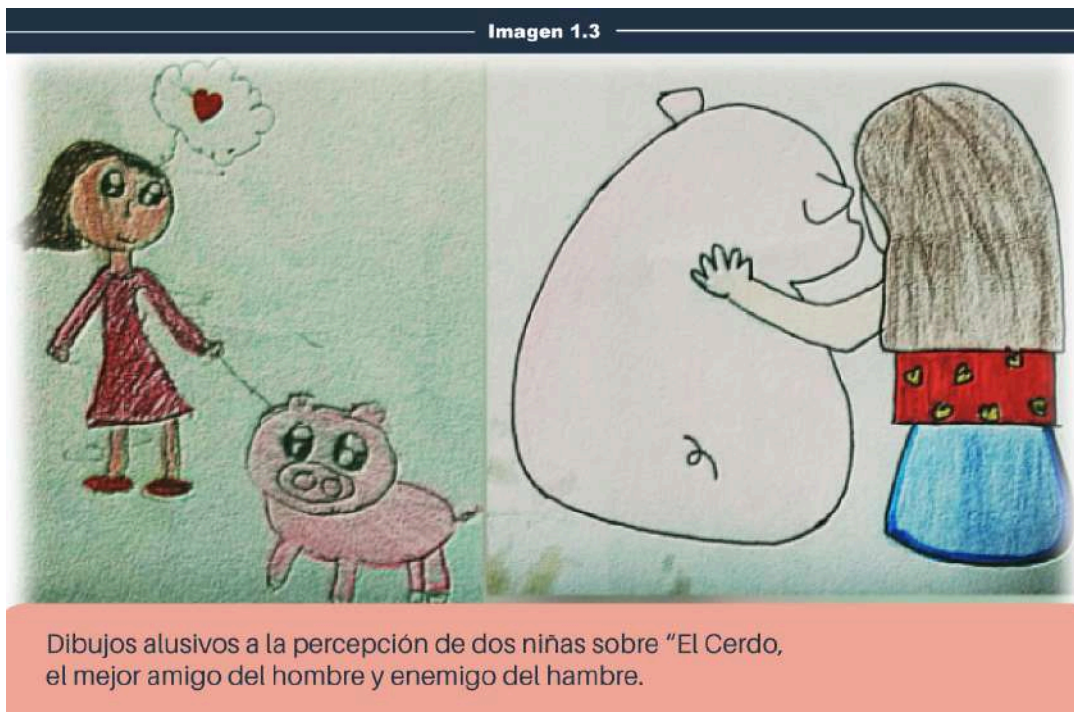 Imagen 1.3
Dibujos alusivos a la percepción de dos niñas sobre “El Cerdo,
el mejor amigo del hombre y enemigo del hambre.